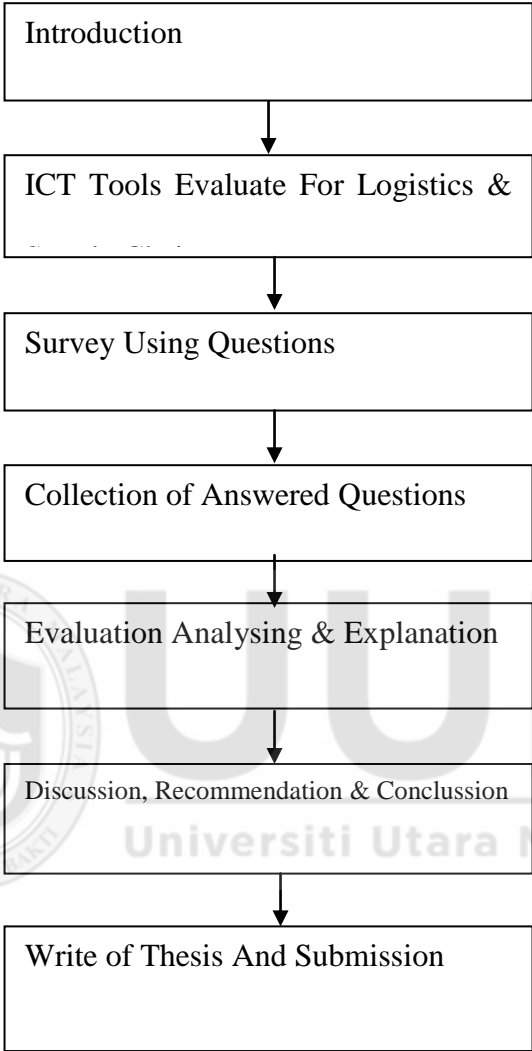 Introduction
ICT Tools Evaluate For Logistics &
Survey Using Questions
Collection of Answered Questions
Evaluation Analysing & Explanation
Discussion, Recommendation & Conclussion
Write of Thesis And Submission
UU
Universiti Utara